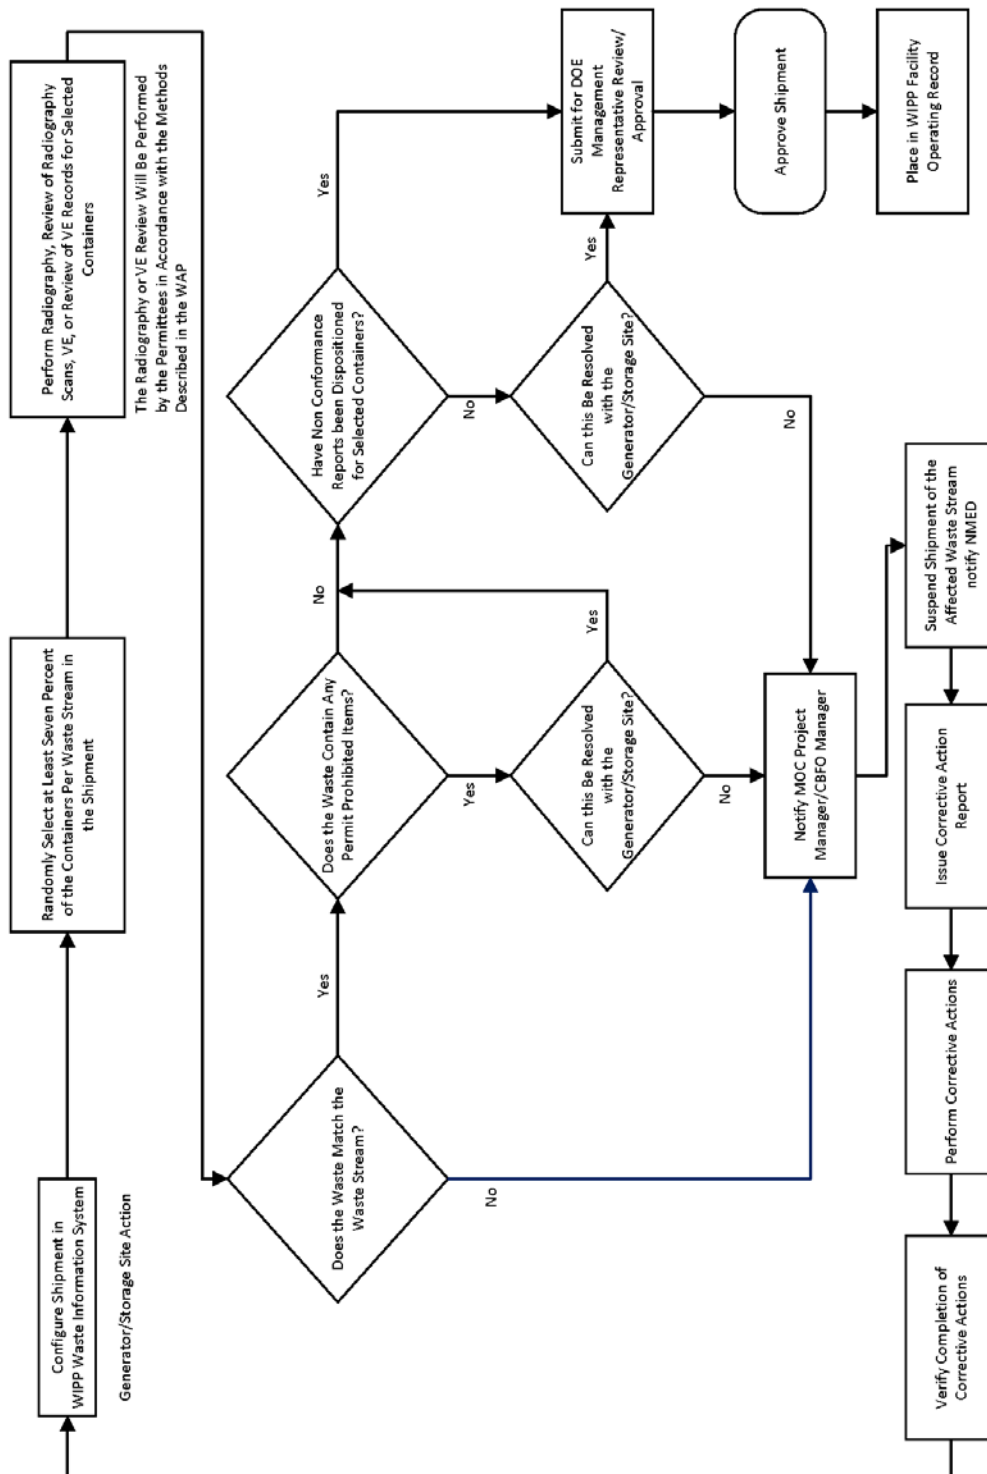 Configure Shipment in
WIPP Waste Information System
Generator/Storage Site Action
Randomly Select at Least Seven Percent
of the Containers Per Waste Stream in
the Shipment
Perform Radiography, Review of Radiography
Scans, VE, or Review of VE Records for Selected
Containers
The Radiography or VE Review Will Be Performed
by the Permittees in Accordance with the Methods
Described in the WAP
Does the Waste Match the
Waste Stream?
Yes
No
Does the Waste Contain Any
Permit Prohibited Items?
No
Yes
Have Non Conformance
Reports been Dispositioned
for Selected Containers?
Yes
No
Can this Be Resolved
with the
Generator/Storage Site?
Yes
No
Can this Be Resolved
with the
Generator/Storage Site?
Yes
No
Submit for DOE
Management
Representative Review/
Approval
Approve Shipment
Place in WIPP Facility
Operating Record
Notify MOC Project
Manager/CBFO Manager
Suspend Shipment of the
Affected Waste Stream
notify NMED
Issue Corrective Action
Report
Perform Corrective Actions
Verify Completion of
Corrective Actions